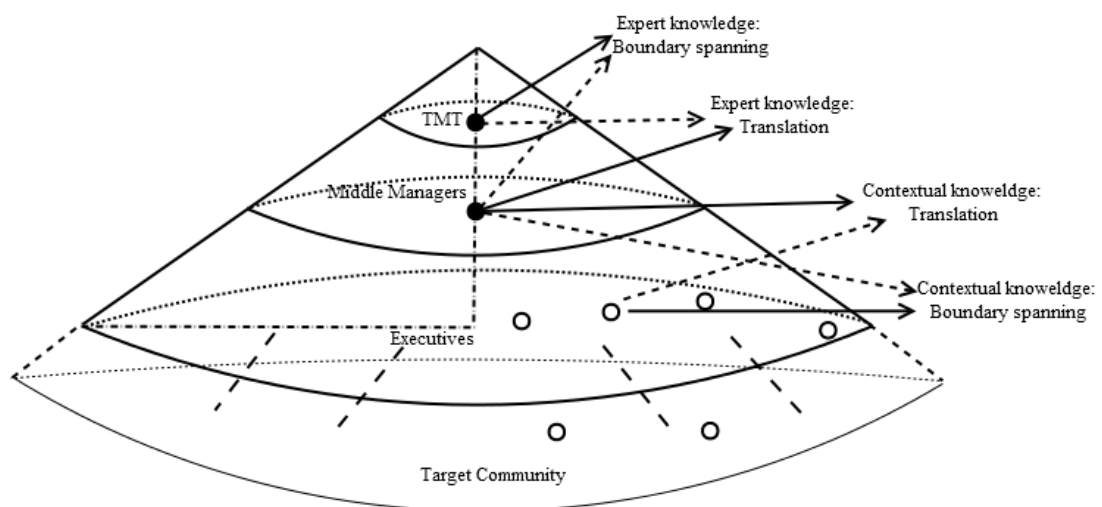 Expert knowledge:
Boundary spanning
TMT
Expert knowledge:
Translation
Middle Managers
Contextual knoweldge:
Translation
Contextual knoweldge:
Boundary spanning
Executives
Target Community